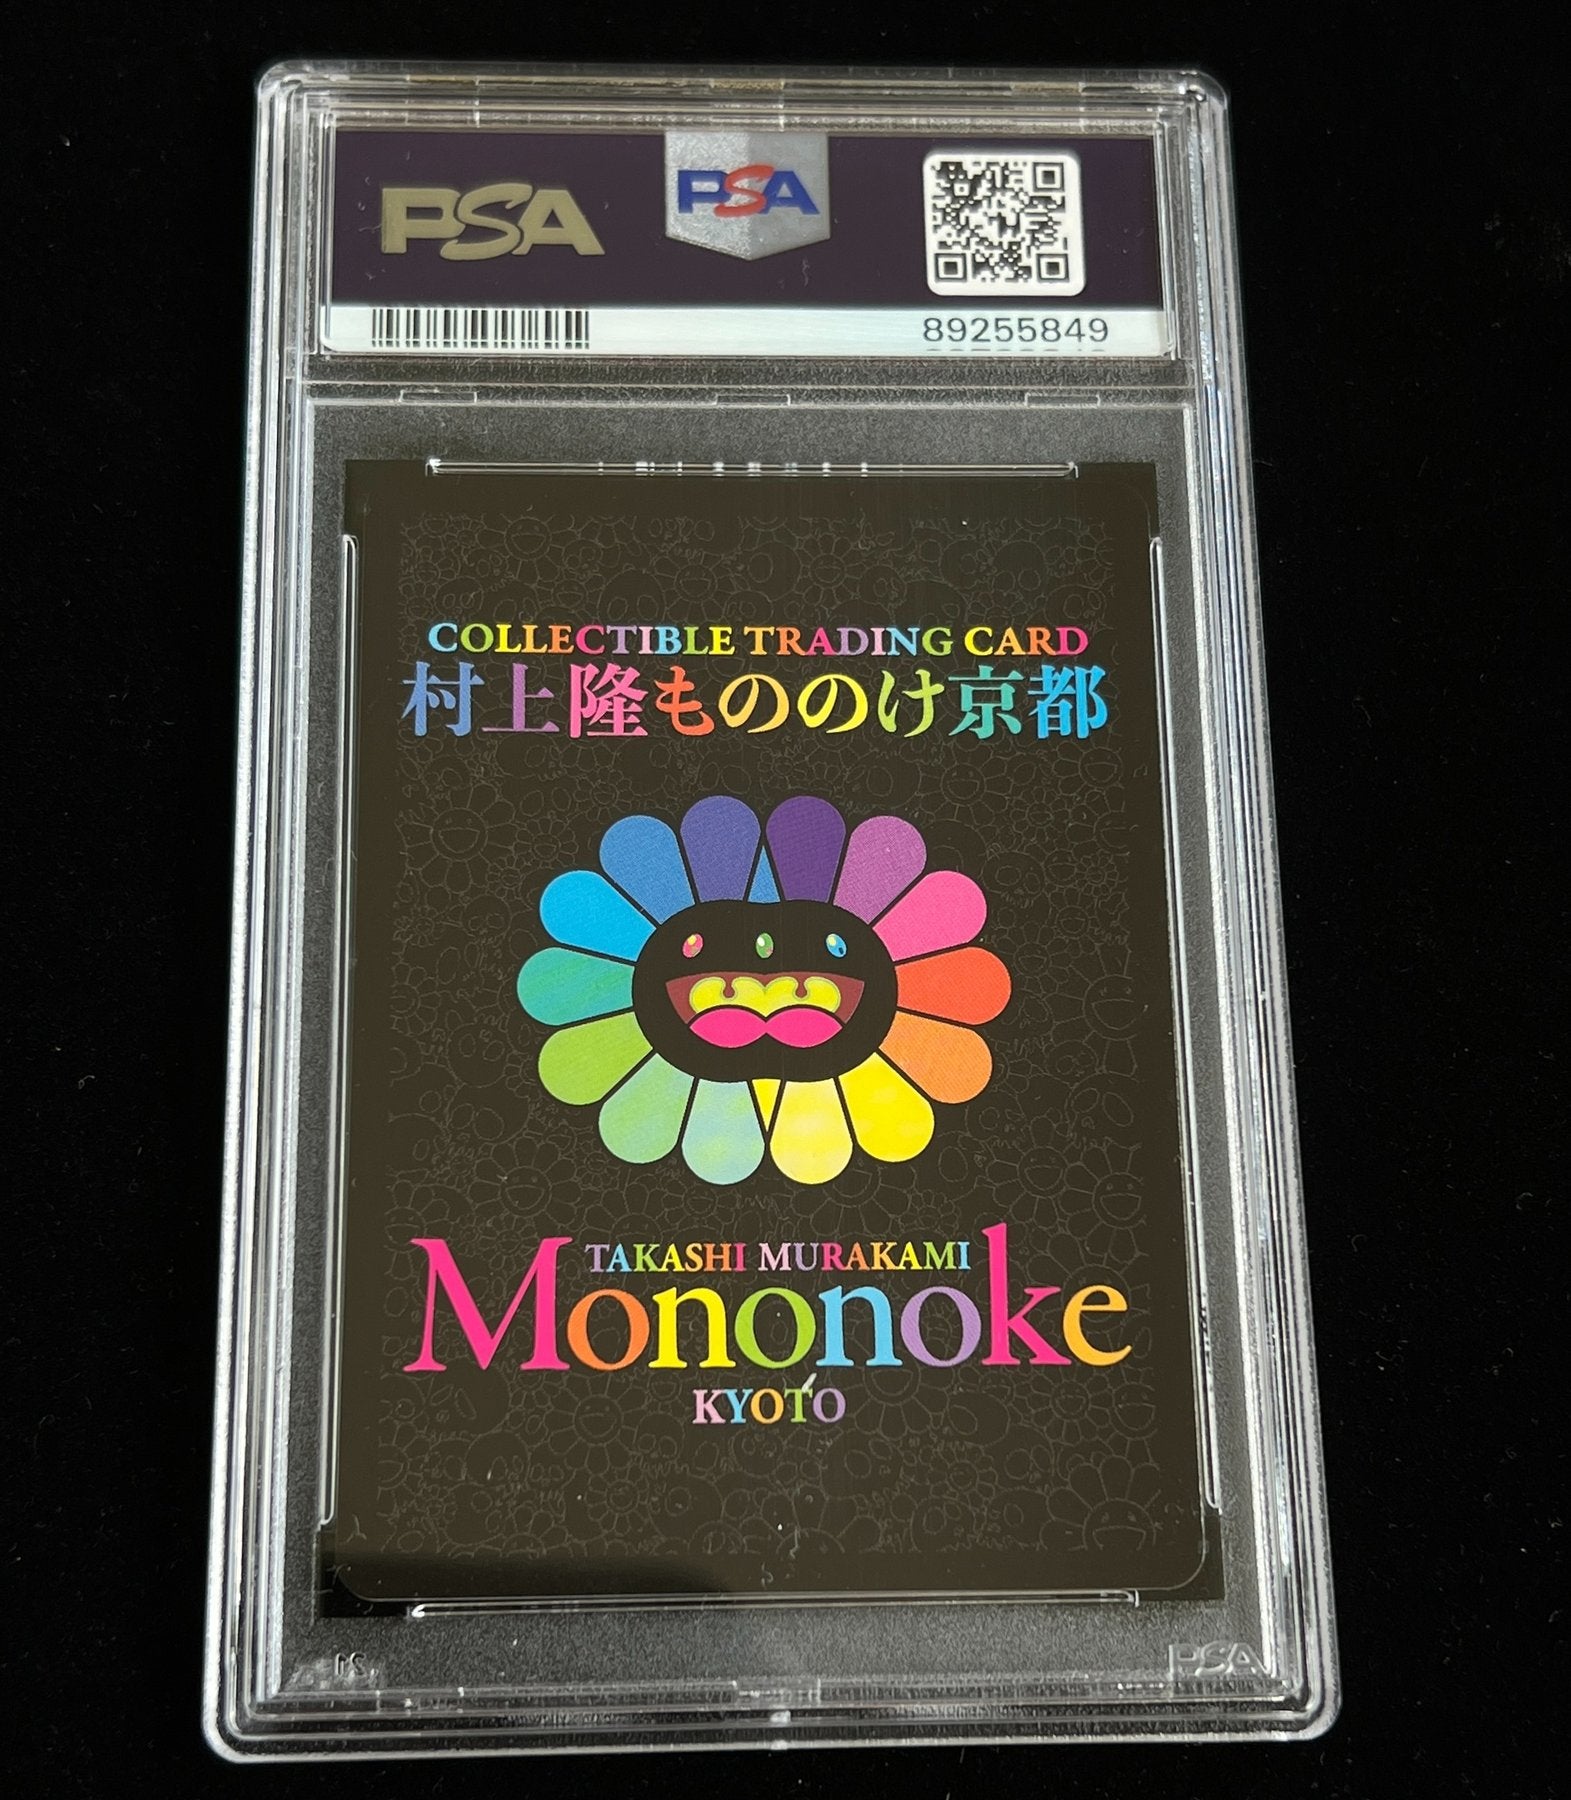 PSA
PSA
89255849
COLLECTIBLE TRADING CARD
村上隆もののけ京都
TAKASHI MURAKAMI
Mononoke
KYOTO
PSA